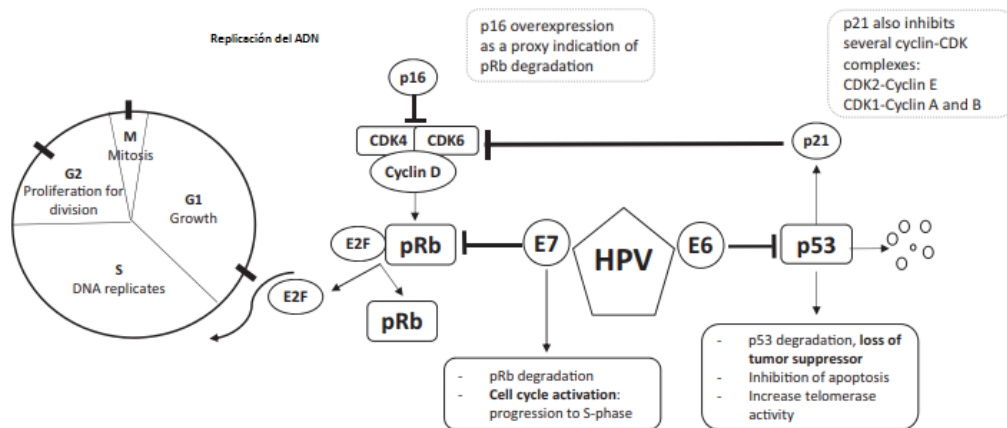 Replicación del ADN
p16 overexpression
as a proxy indication of
pRb degradation
p21 also inhibits
several cyclin-CDK
complexes:
CDK2-Cyclin E
CDK1-Cyclin A and B
p16
CDK4
CDK6
Cyclin D
p21
M
Mitosis
G2
Proliferation for
division
G1
Growth
S
DNA replicates
E2F
pRb
E7
HPV
E6
p53
E2F
pRb
- pRb degradation
- Cell cycle activation:
progression to S-phase
- p53 degradation, loss of
tumor suppressor
- Inhibition of apoptosis
- Increase telomerase
activity